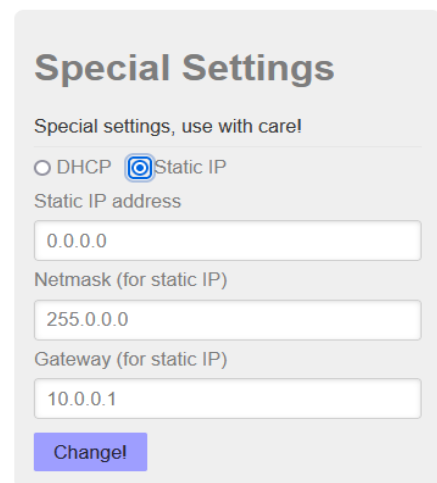 Special Settings
Special settings, use with care!
DHCP Static IP
Static IP address
0.0.0.0
Netmask (for static IP)
255.0.0.0
Gateway (for static IP)
10.0.0.1
Change!